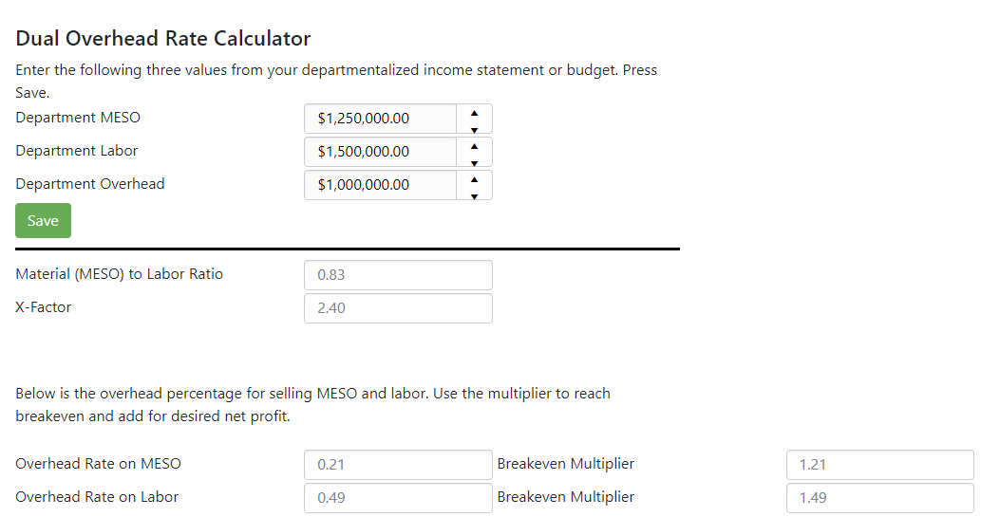 Dual Overhead Rate Calculator
Enter the following three values from your departmentalized income statement or budget. Press
Save.
Department MESO $1,250,000.00
Department Labor $1,500,000.00
Department Overhead $1,000,000.00
Save
Material (MESO) to Labor Ratio 0.83
X-Factor 2.40
Below is the overhead percentage for selling MESO and labor. Use the multiplier to reach
breakeven and add for desired net profit.
Overhead Rate on MESO 0.21 Breakeven Multiplier 1.21
Overhead Rate on Labor 0.49 Breakeven Multiplier 1.49